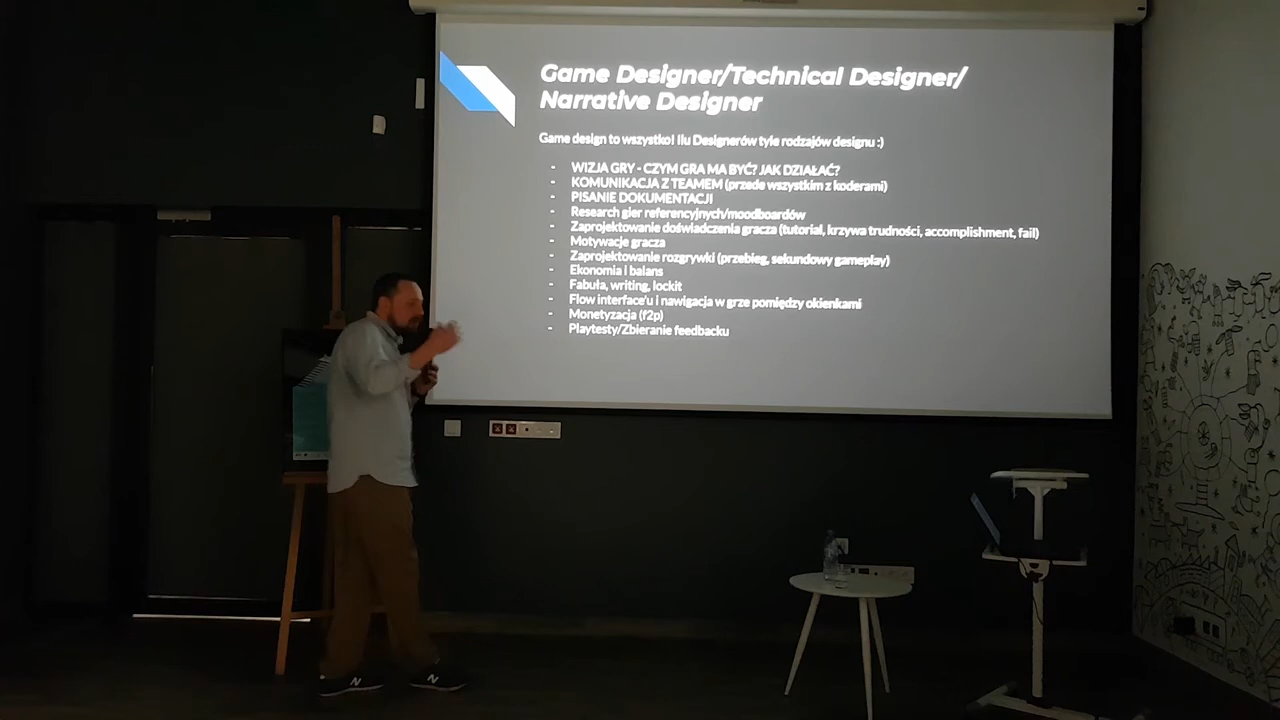 Game Designer/Technical Designer/
Narrative Designer
Game design to wszystko! Ilu Designerów tyle rodzajów designu :)
- WIZJA GRY - CZYM GRA MA BYĆ? JAK DZIAŁAĆ?
- KOMUNIKACJA Z TEAMEM (przede wszystkim z koderami)
- PISANIE DOKUMENTACJI
- Research gier referencyjnych/moodboardów
- Zaprojektowanie doświadczenia gracza (tutorial, krzywa trudności, accomplishment, fail)
- Motywacje gracza
- Zaprojektowanie rozgrywki (przebieg, sekundowy gameplay)
- Ekonomia i balans
- Fabuła, writing, lockit
- Flow interface'u i nawigacja w grze pomiędzy okienkami
- Monetyzacja (f2p)
- Playtesty/Zbieranie feedbacku
N
N